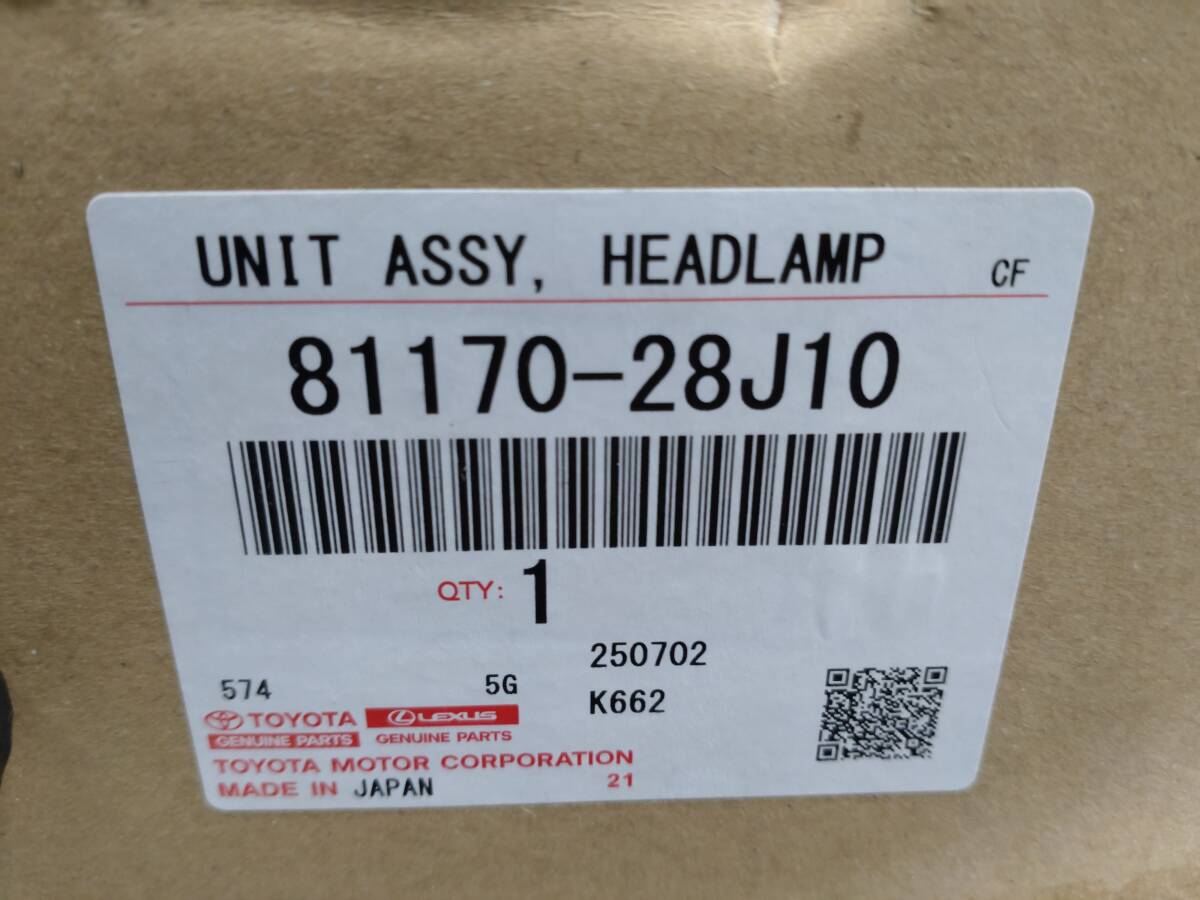 UNIT ASSY, HEADLAMP CF
81170-28J10
QTY: 1
250702
574 5G K662
TOYOTA LEXUS
GENUINE PARTS GENUINE PARTS
TOYOTA MOTOR CORPORATION
MADE IN JAPAN 21